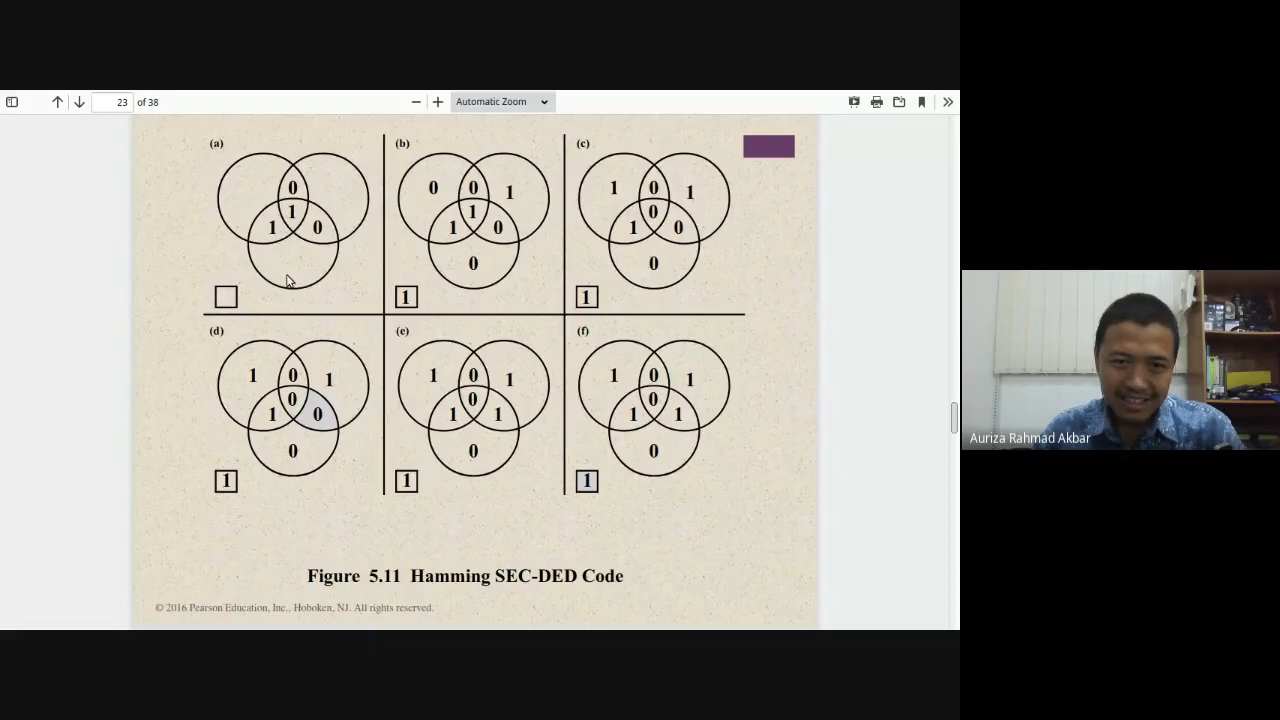 23 of 38
Automatic Zoom
(a)
(b)
(c)
0
0 0 1
1 0 1
1
1
0
1 0
1 0
1 0
0
0
1
1
(d)
(e)
(f)
1 0 1
1 0 1
1 0 1
0
0
0
1 0
1 1
1 1
0
0
0
1
1
1
Auriza Rahmad Akbar
Figure 5.11 Hamming SEC-DED Code
© 2016 Pearson Education, Inc., Hoboken, NJ. All rights reserved.